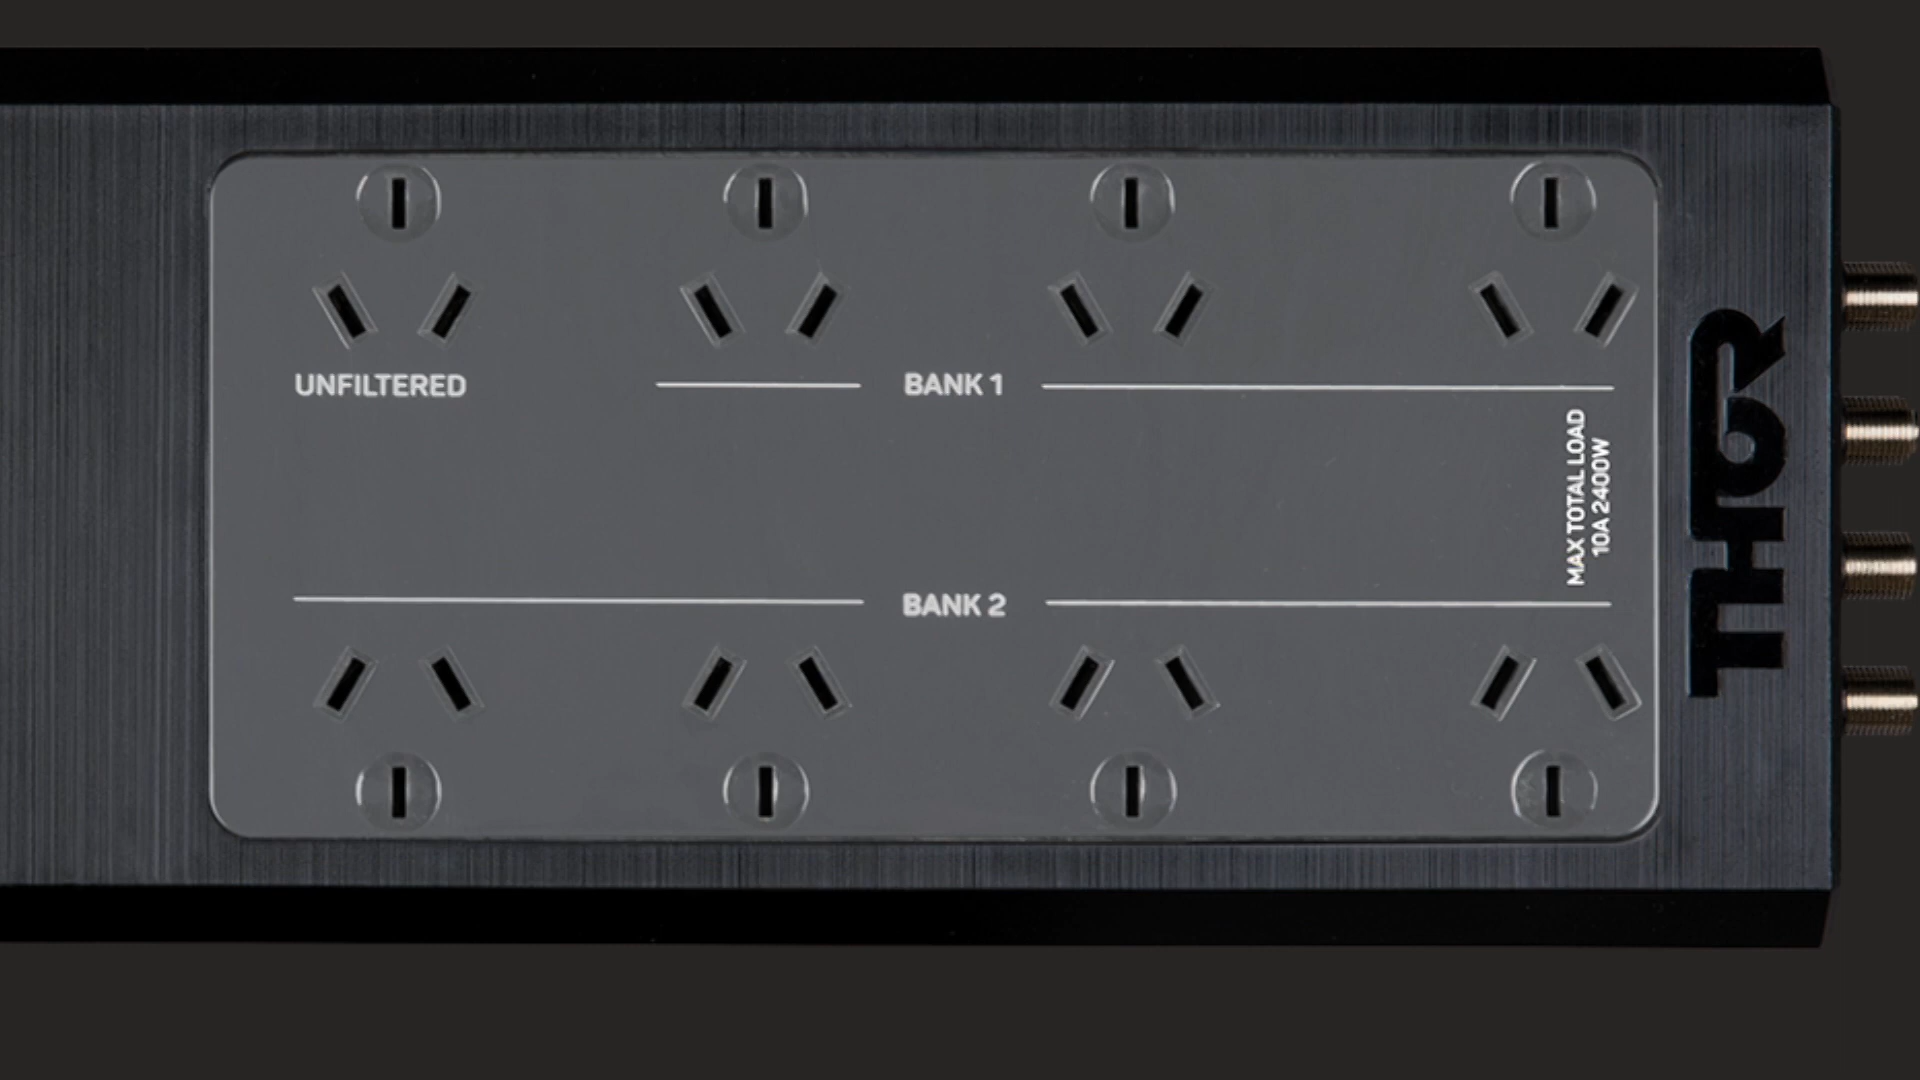 UNFILTERED
BANK 1
MAX TOTAL LOAD
10A 2400W
BANK 2
THOR